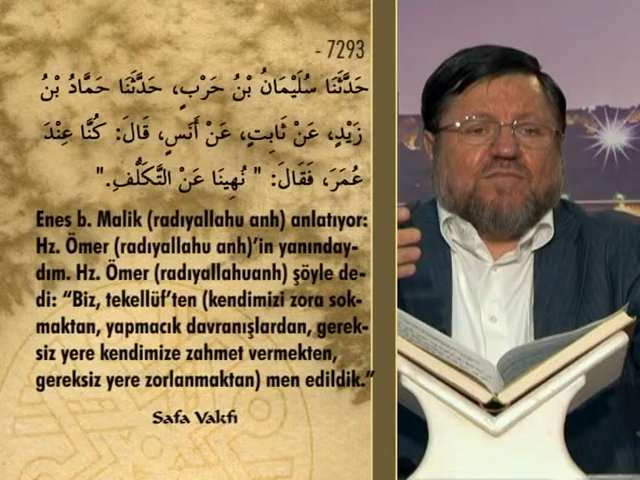 7293 -
حَدَّثَنَا سُلَيْمَانُ بْنُ حَرْبٍ، حَدَّثَنَا حَمَّادُ بْنُ
زَيْدٍ، عَنْ ثَابِتٍ، عَنْ أَنَسٍ، قَالَ: كُنَّا عِنْدَ
عُمَرَ، فَقَالَ: " نُهِينَا عَنْ التَّكَلُّفِ."
Enes b. Malik (radıyallahu anh) anlatıyor:
Hz. Ömer (radıyallahu anh)’in yanınday-
dım. Hz. Ömer (radıyallahuanh) şöyle de-
di: “Biz, tekellüf’ten (kendimizi zora sok-
maktan, yapmacık davranışlardan, gerek-
siz yere kendimize zahmet vermekten,
gereksiz yere zorlanmaktan) men edildik.”
Safa Vakfı